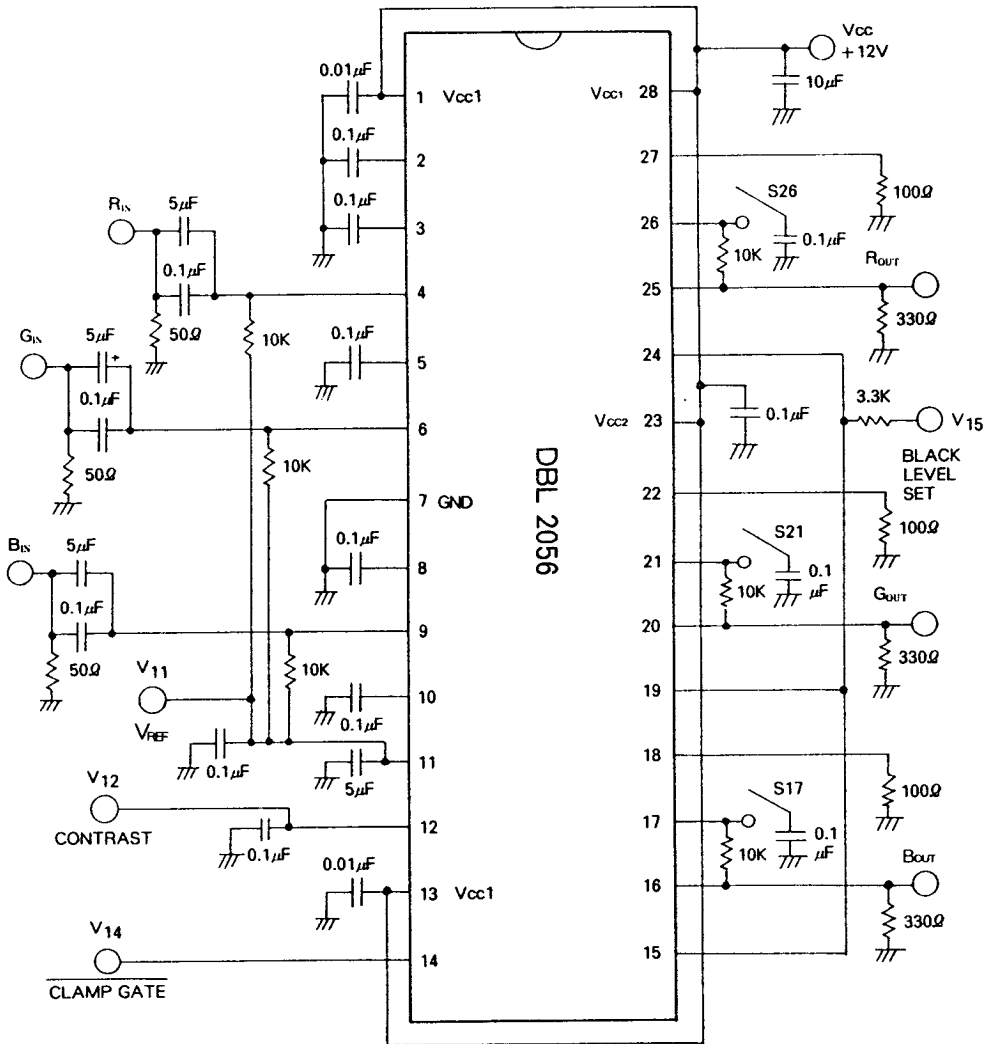 Vcc
+12V
10µF
0.01µF
1 Vcc1
Vcc1 28
0.1µF
2
27
100Ω
0.1µF
3
S26
26
10K
0.1µF
RIN
5µF
0.1µF
50Ω
4
10K
ROUT
25
330Ω
GIN
5µF
+
0.1µF
50Ω
0.1µF
5
24
3.3K
V15
BLACK
LEVEL
SET
6
10K
0.1µF
Vcc2 23
DBL 2056
7 GND
22
100Ω
0.1µF
8
S21
21
10K
0.1
µF
BIN
5µF
0.1µF
50Ω
9
10K
GOUT
20
330Ω
V11
VREF
0.1µF
10
19
0.1µF
5µF
11
18
100Ω
V12
CONTRAST
0.1µF
12
S17
17
10K
0.1
µF
0.01µF
13 Vcc1
16
BOUT
330Ω
V14
CLAMP GATE
14
15